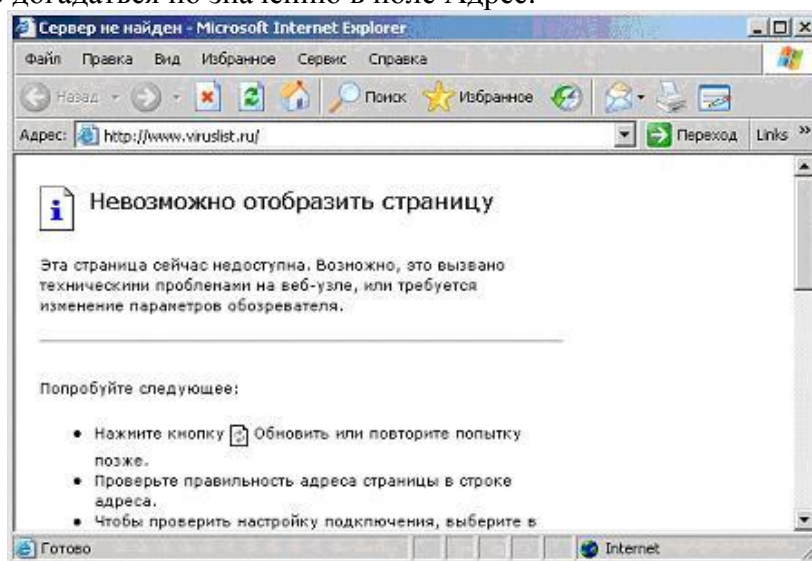 догадаться по значению в поле Адрес.
Сервер не найден - Microsoft Internet Explorer
Файл Правка Вид Избранное Сервис Справка
Назад Поиск Избранное
Адрес: http://www.viruslist.ru/ Переход Links »
Невозможно отобразить страницу
Эта страница сейчас недоступна. Возможно, это вызвано
техническими проблемами на веб-узле, или требуется
изменение параметров обозревателя.
Попробуйте следующее:
• Нажмите кнопку Обновить или повторите попытку
позже.
• Проверьте правильность адреса страницы в строке
адреса.
• Чтобы проверить настройку подключения, выберите в
Готово Internet